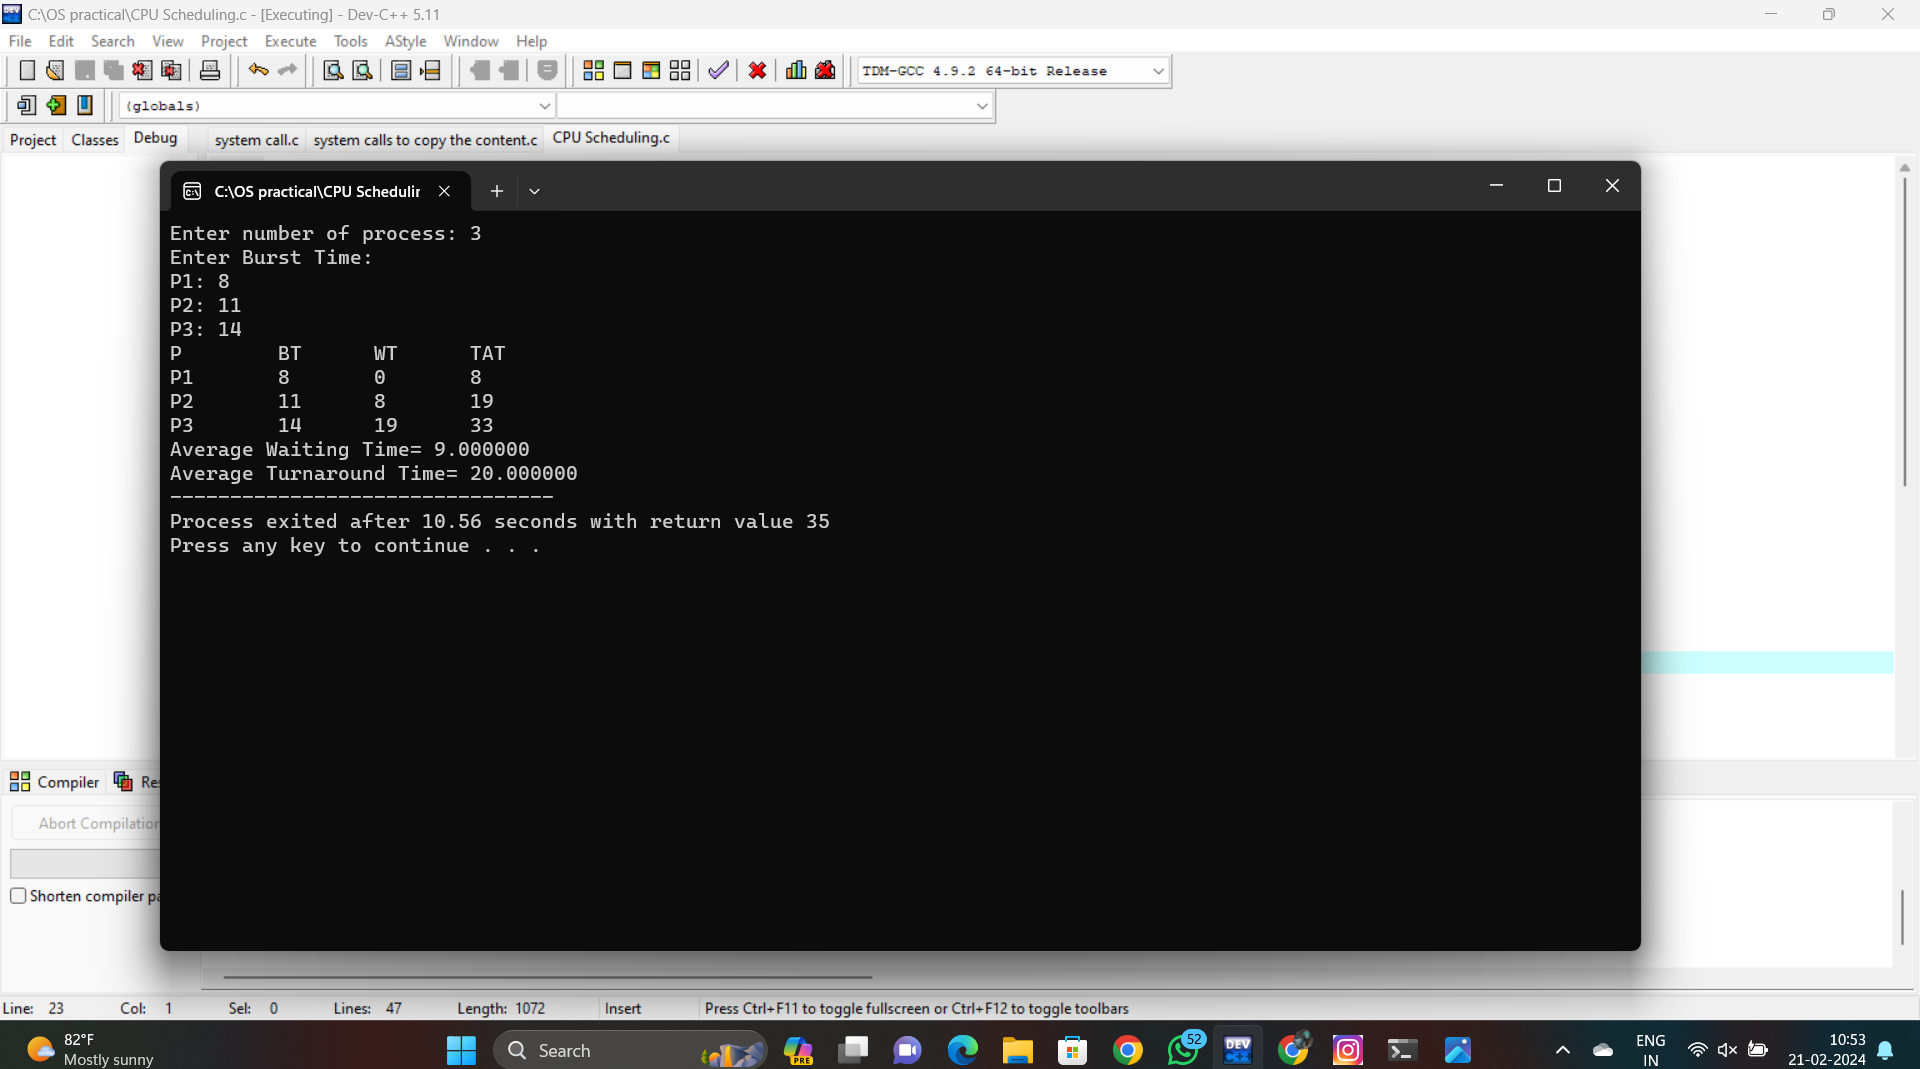 C:\OS practical\CPU Scheduling.c - [Executing] - Dev-C++ 5.11
File Edit Search View Project Execute Tools AStyle Window Help
TDM-GCC 4.9.2 64-bit Release
(globals)
Project Classes Debug system call.c system calls to copy the content.c CPU Scheduling.c
C:\OS practical\CPU Schedulir
Enter number of process: 3
Enter Burst Time:
P1: 8
P2: 11
P3: 14
P BT WT TAT
P1 8 0 8
P2 11 8 19
P3 14 19 33
Average Waiting Time= 9.000000
Average Turnaround Time= 20.000000
--------------------------------
Process exited after 10.56 seconds with return value 35
Press any key to continue . . .
Compiler Re
Abort Compilation
Shorten compiler pa
Line: 23 Col: 1 Sel: 0 Lines: 47 Length: 1072 Insert Press Ctrl+F11 to toggle fullscreen or Ctrl+F12 to toggle toolbars
82°F
Mostly sunny
Search
PRE
52
DEV
C++
ENG
IN
10:53
21-02-2024